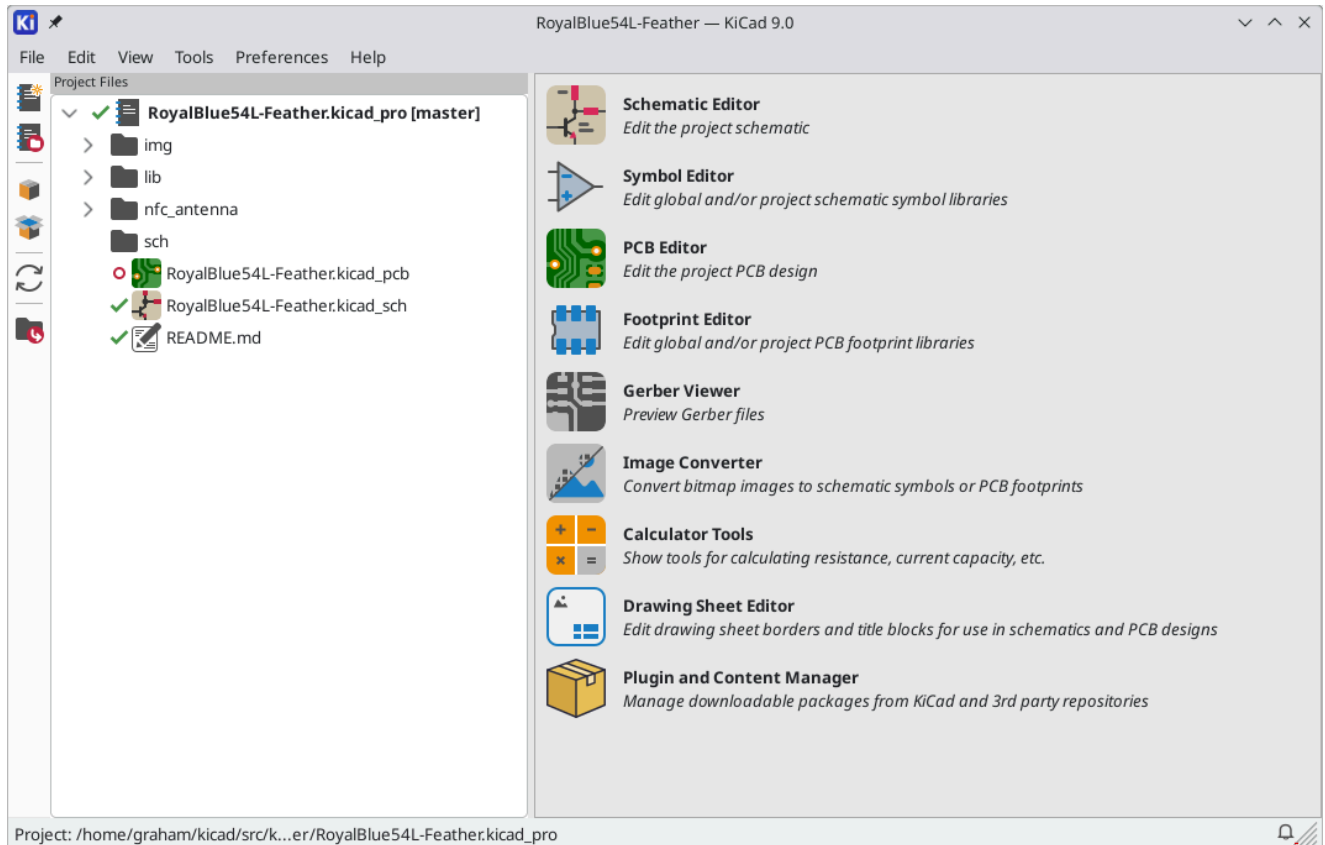 Ki
RoyalBlue54L-Feather — KiCad 9.0
File Edit View Tools Preferences Help
Project Files
RoyalBlue54L-Feather.kicad_pro [master]
img
lib
nfc_antenna
sch
RoyalBlue54L-Feather.kicad_pcb
RoyalBlue54L-Feather.kicad_sch
README.md
Schematic Editor
Edit the project schematic
Symbol Editor
Edit global and/or project schematic symbol libraries
PCB Editor
Edit the project PCB design
Footprint Editor
Edit global and/or project PCB footprint libraries
Gerber Viewer
Preview Gerber files
Image Converter
Convert bitmap images to schematic symbols or PCB footprints
Calculator Tools
Show tools for calculating resistance, current capacity, etc.
Drawing Sheet Editor
Edit drawing sheet borders and title blocks for use in schematics and PCB designs
Plugin and Content Manager
Manage downloadable packages from KiCad and 3rd party repositories
Project: /home/graham/kicad/src/k...er/RoyalBlue54L-Feather.kicad_pro